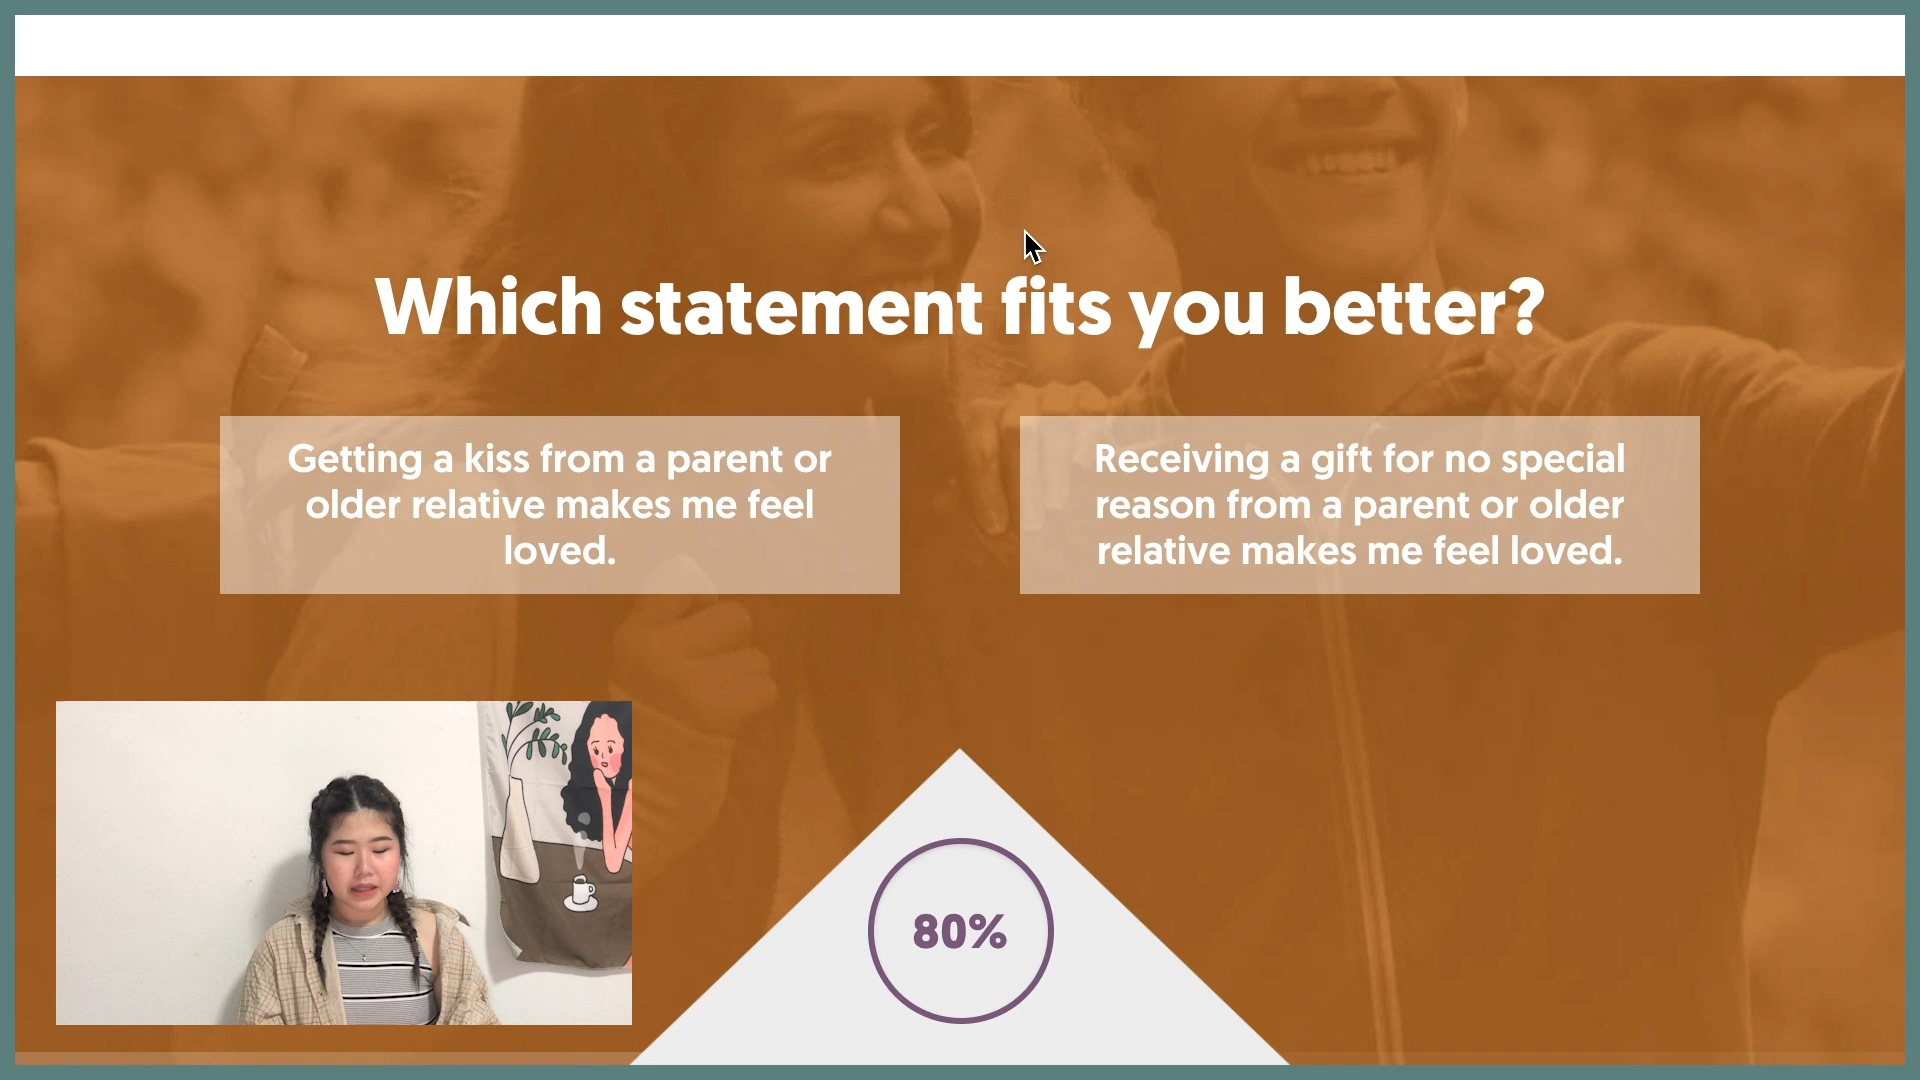 Which statement fits you better?
Getting a kiss from a parent or
older relative makes me feel
loved.
Receiving a gift for no special
reason from a parent or older
relative makes me feel loved.
80%